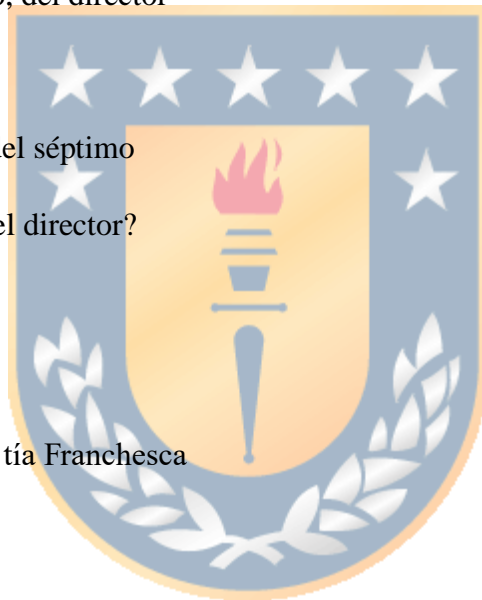 , del director
el séptimo
el director?
tía Franchesca